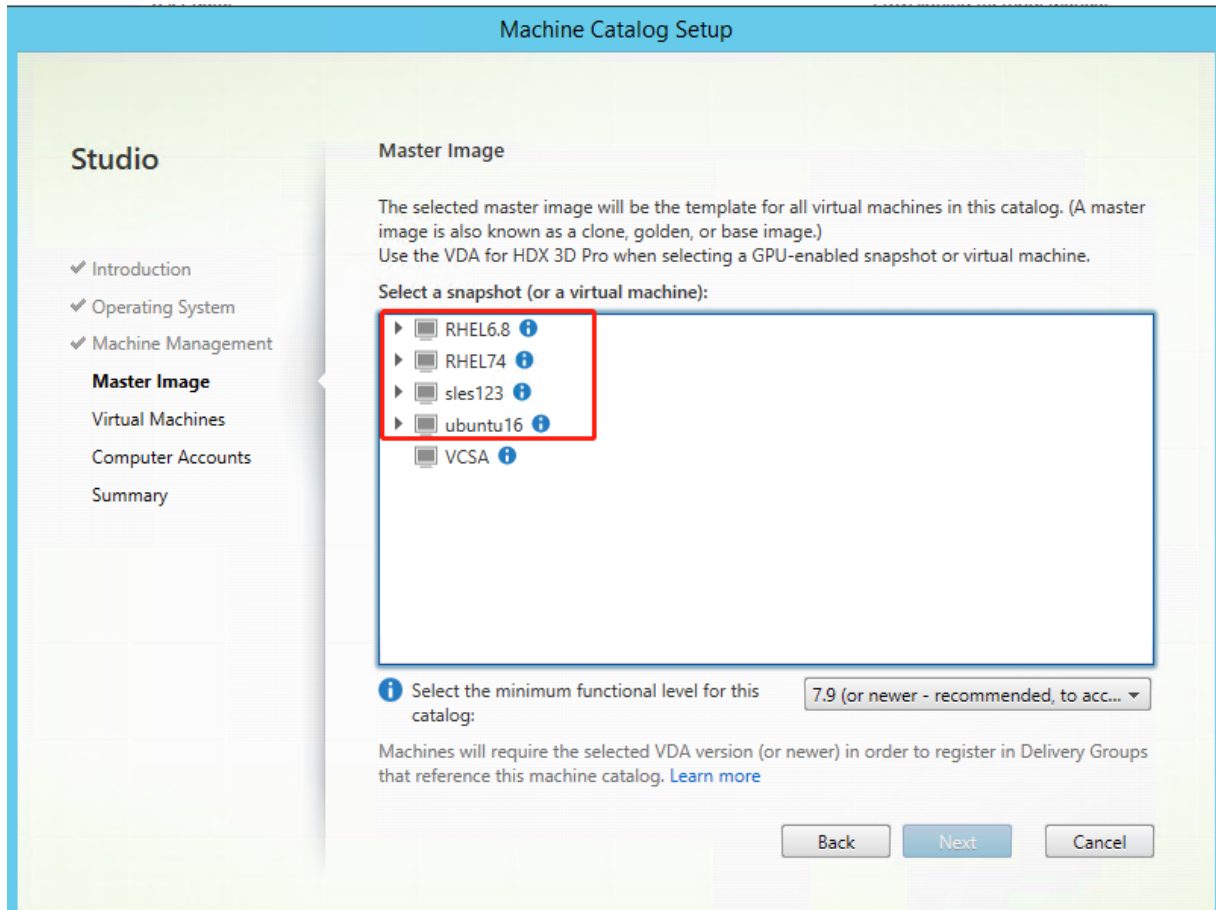 Machine Catalog Setup
Studio
Introduction
Operating System
Machine Management
Master Image
Virtual Machines
Computer Accounts
Summary
Master Image
The selected master image will be the template for all virtual machines in this catalog. (A master
image is also known as a clone, golden, or base image.)
Use the VDA for HDX 3D Pro when selecting a GPU-enabled snapshot or virtual machine.
Select a snapshot (or a virtual machine):
RHEL6.8
RHEL74
sles123
ubuntu16
VCSA
Select the minimum functional level for this
catalog:
7.9 (or newer - recommended, to acc...
Machines will require the selected VDA version (or newer) in order to register in Delivery Groups
that reference this machine catalog. Learn more
Back
Next
Cancel